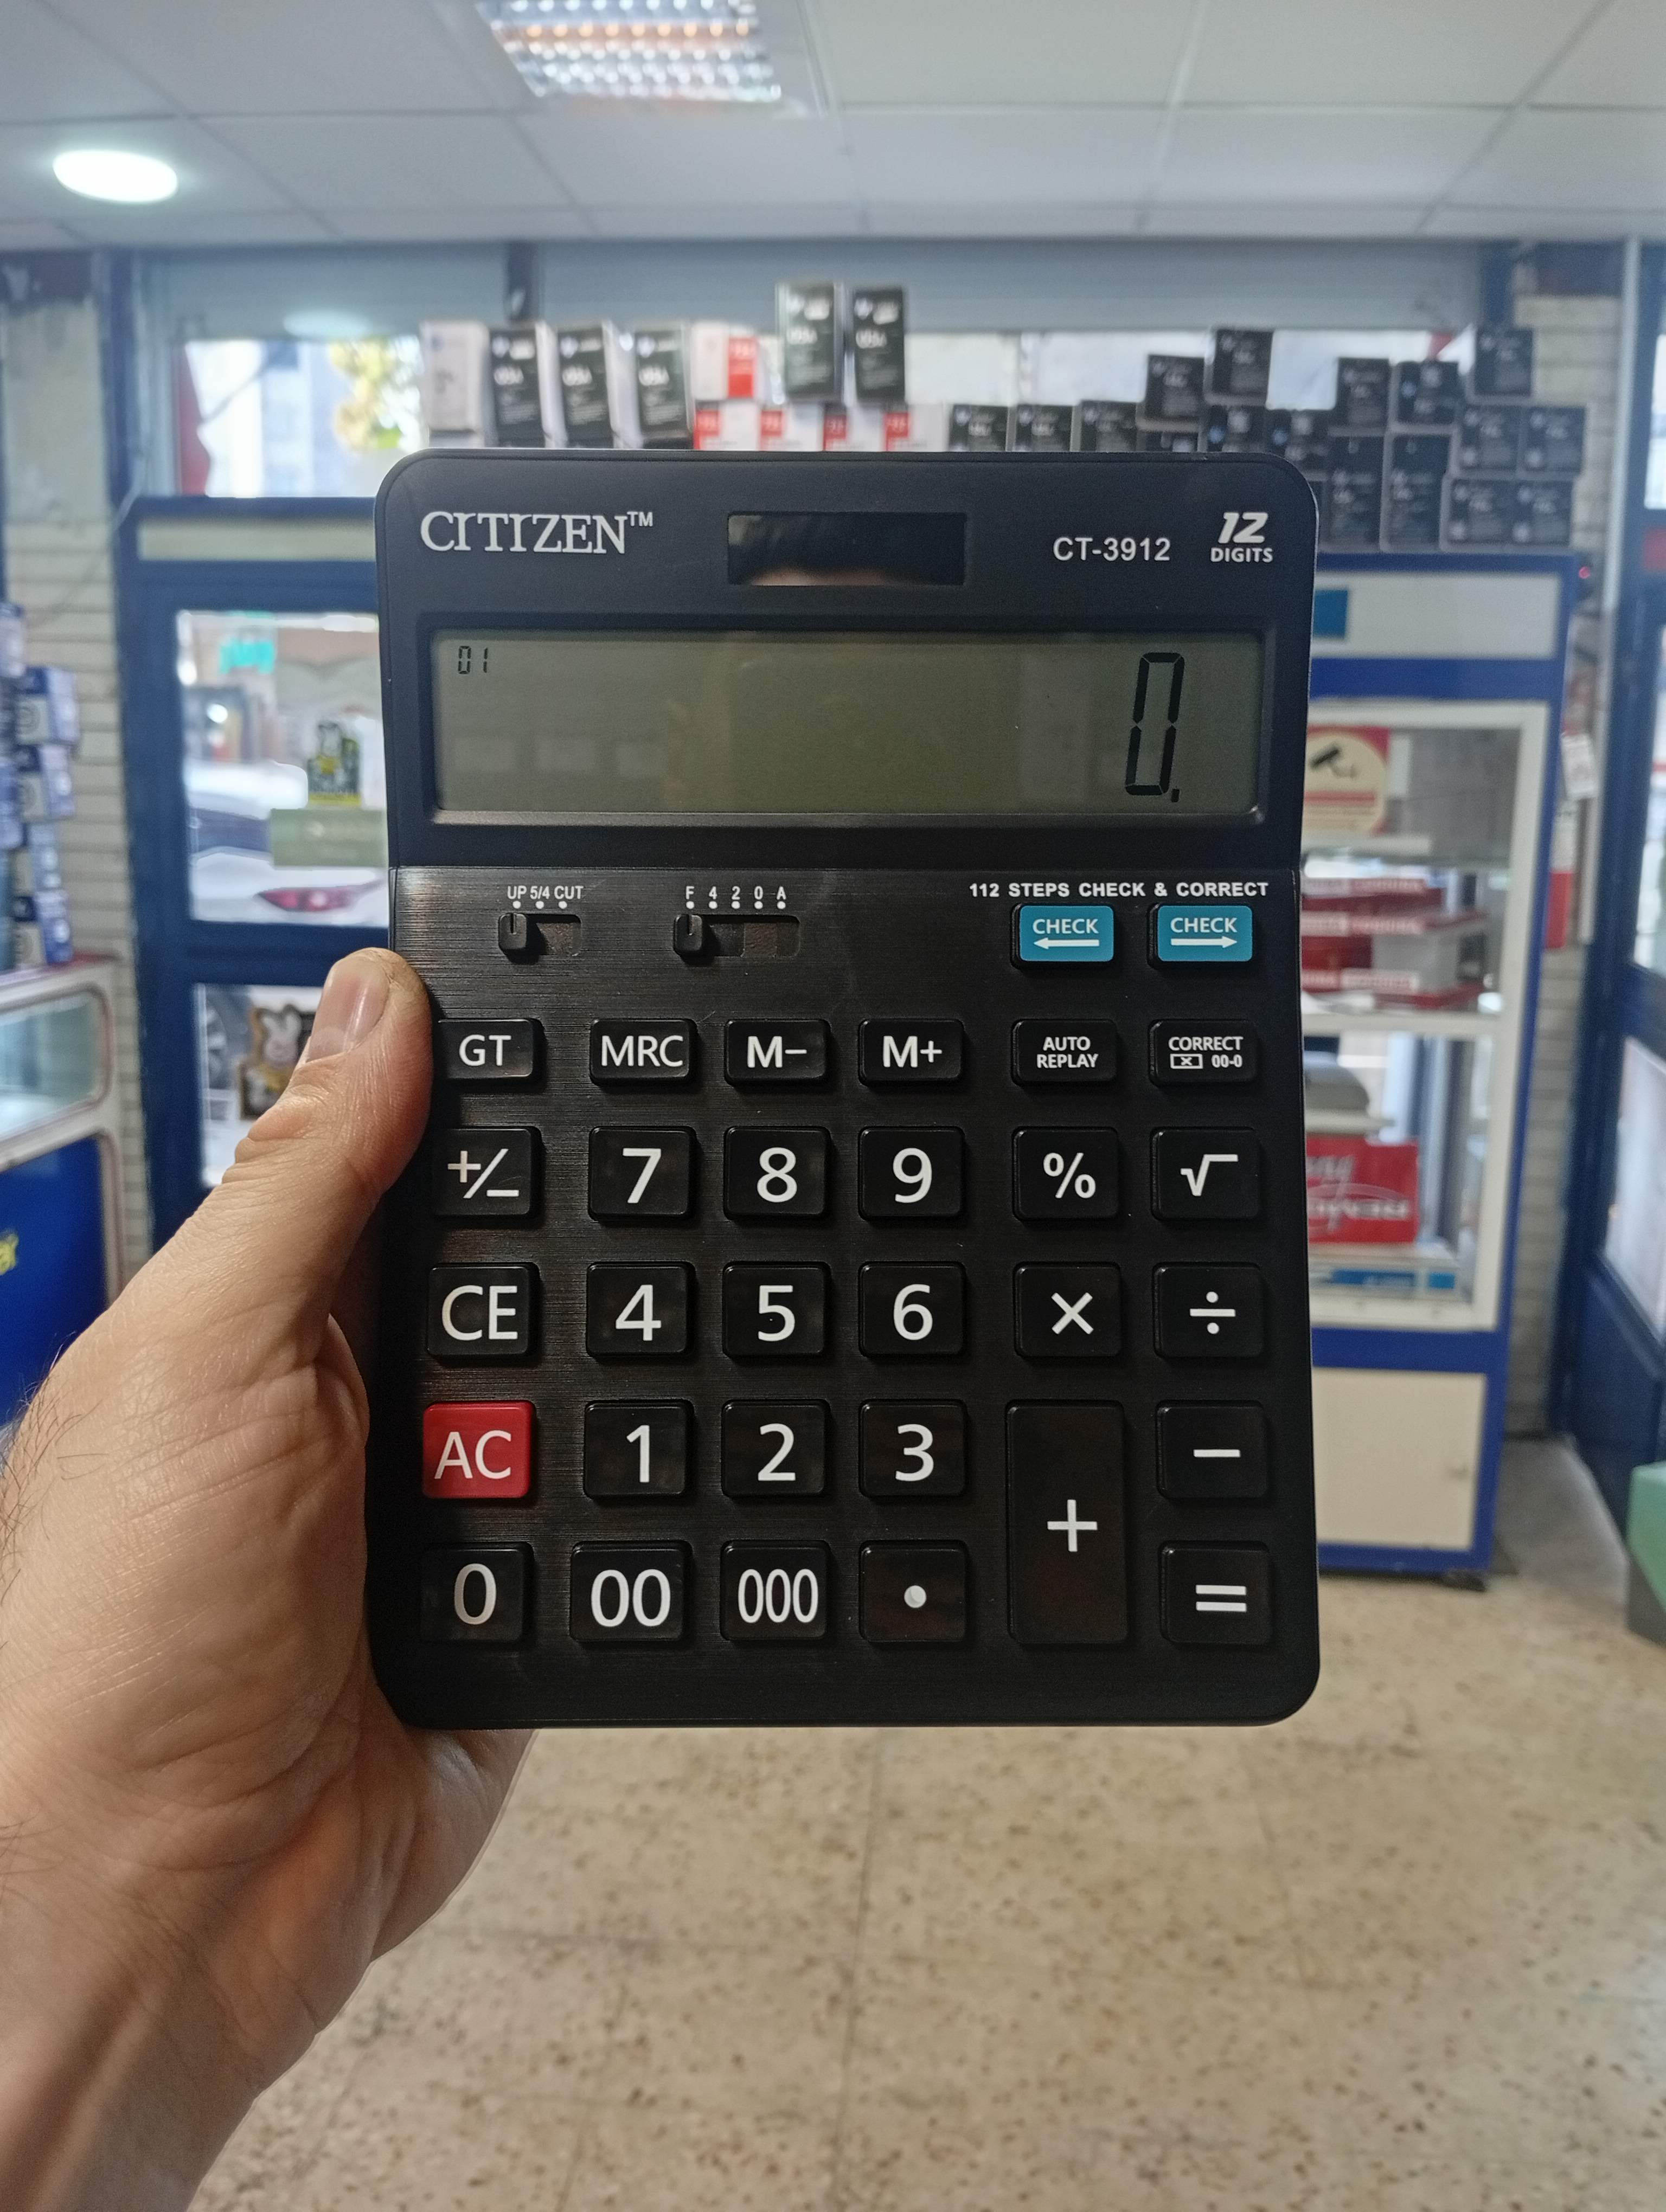 CITIZEN™
CT-3912
12
DIGITS
01
0.
UP 5/4 CUT
F 4 2 0 A
112 STEPS CHECK & CORRECT
CHECK CHECK
GT MRC M− M+ AUTO REPLAY CORRECT 00-0
+/− 7 8 9 % √
CE 4 5 6 × ÷
AC 1 2 3 + −
0 00 000 • =